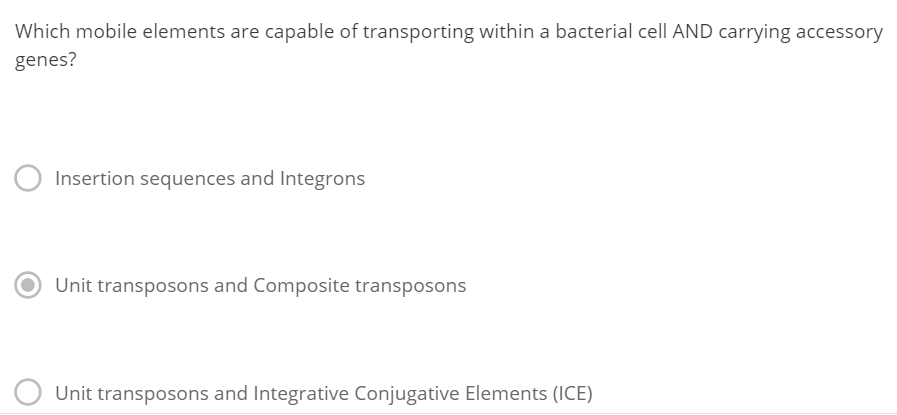 Which mobile elements are capable of transporting within a bacterial cell AND carrying accessory
genes?
Insertion sequences and Integrons
Unit transposons and Composite transposons
Unit transposons and Integrative Conjugative Elements (ICE)